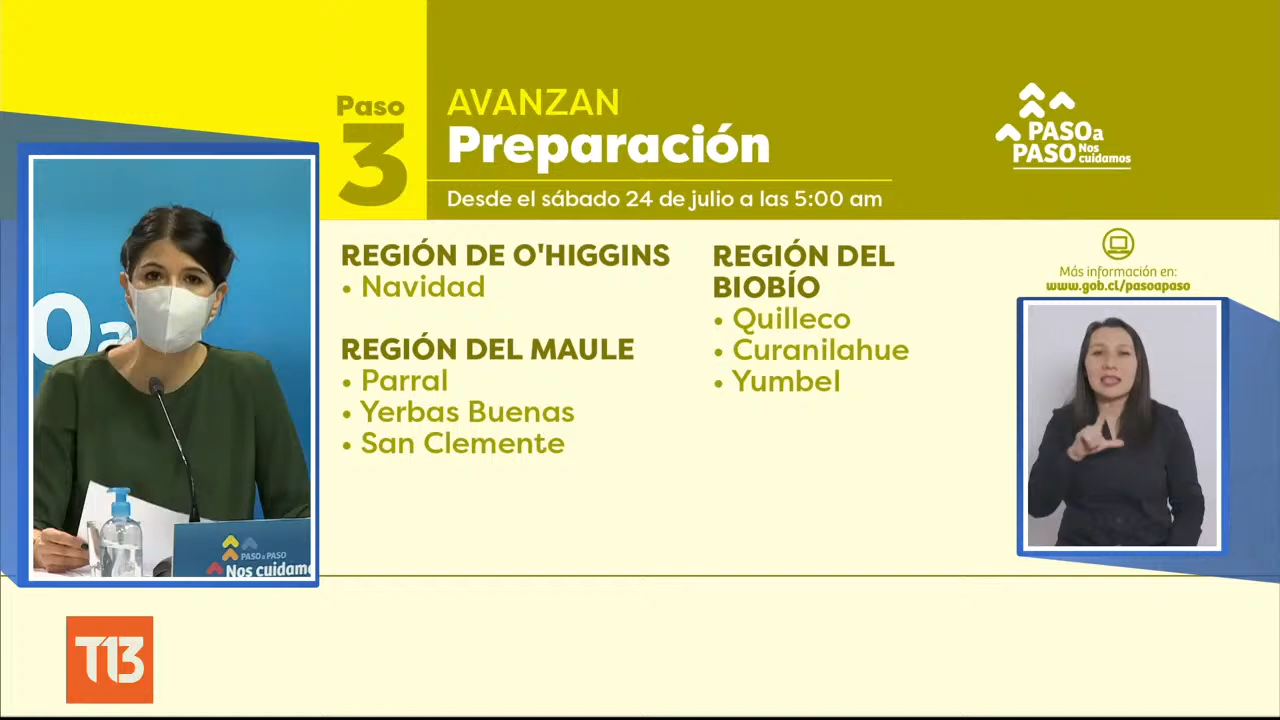 Paso
3
AVANZAN
Preparación
Desde el sábado 24 de julio a las 5:00 am
PASO a
PASO Nos cuidamos
REGIÓN DE O'HIGGINS
• Navidad
REGIÓN DEL MAULE
• Parral
• Yerbas Buenas
• San Clemente
REGIÓN DEL
BIOBÍO
• Quilleco
• Curanilahue
• Yumbel
Más información en:
www.gob.cl/pasoapaso
Oa
PASO a PASO
Nos cuidamo
T13